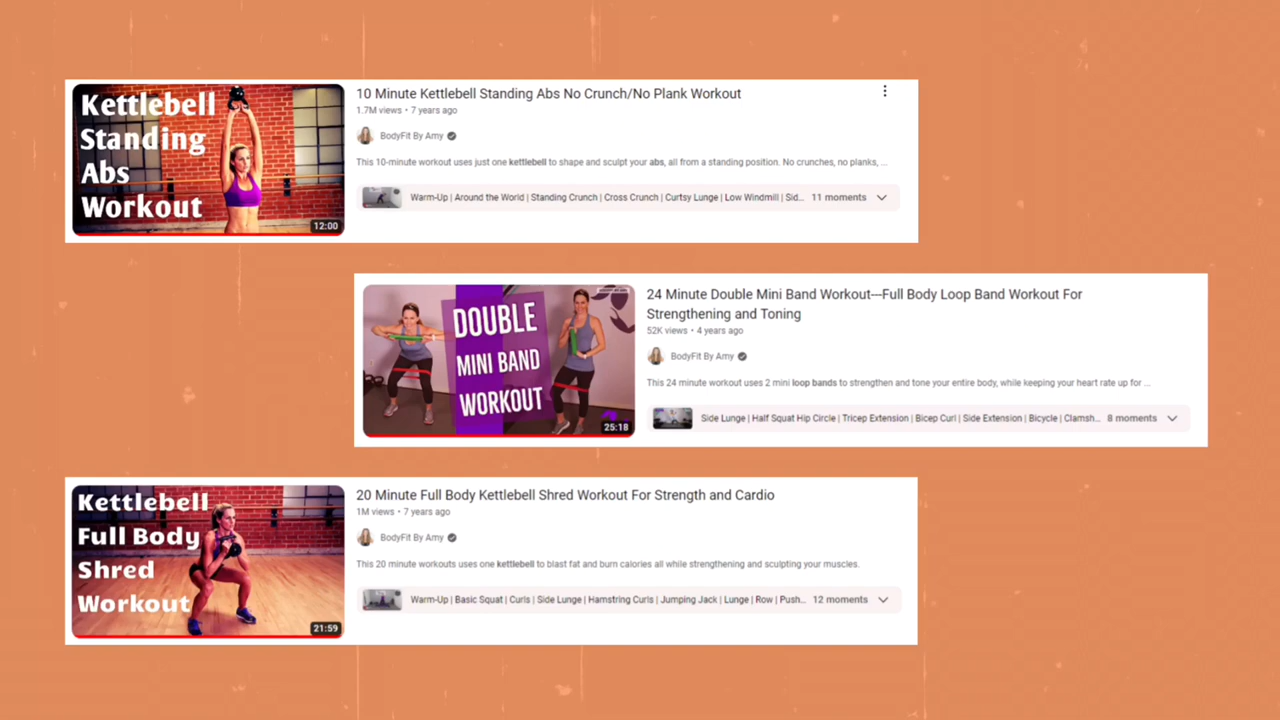 Kettlebell
Standing
Abs
Workout
12:00
10 Minute Kettlebell Standing Abs No Crunch/No Plank Workout
1.7M views • 7 years ago
BodyFit By Amy
This 10-minute workout uses just one kettlebell to shape and sculpt your abs, all from a standing position. No crunches, no planks, ...
Warm-Up | Around the World | Standing Crunch | Cross Crunch | Curtsy Lunge | Low Windmill | Sid... 11 moments
DOUBLE
MINI BAND
WORKOUT
25:18
24 Minute Double Mini Band Workout---Full Body Loop Band Workout For
Strengthening and Toning
52K views • 4 years ago
BodyFit By Amy
This 24 minute workout uses 2 mini loop bands to strengthen and tone your entire body, while keeping your heart rate up for ...
Side Lunge | Half Squat Hip Circle | Tricep Extension | Bicep Curl | Side Extension | Bicycle | Clamsh... 8 moments
Kettlebell
Full Body
Shred
Workout
21:59
20 Minute Full Body Kettlebell Shred Workout For Strength and Cardio
1M views • 7 years ago
BodyFit By Amy
This 20 minute workouts uses one kettlebell to blast fat and burn calories all while strengthening and sculpting your muscles.
Warm-Up | Basic Squat | Curls | Side Lunge | Hamstring Curls | Jumping Jack | Lunge | Row | Push... 12 moments